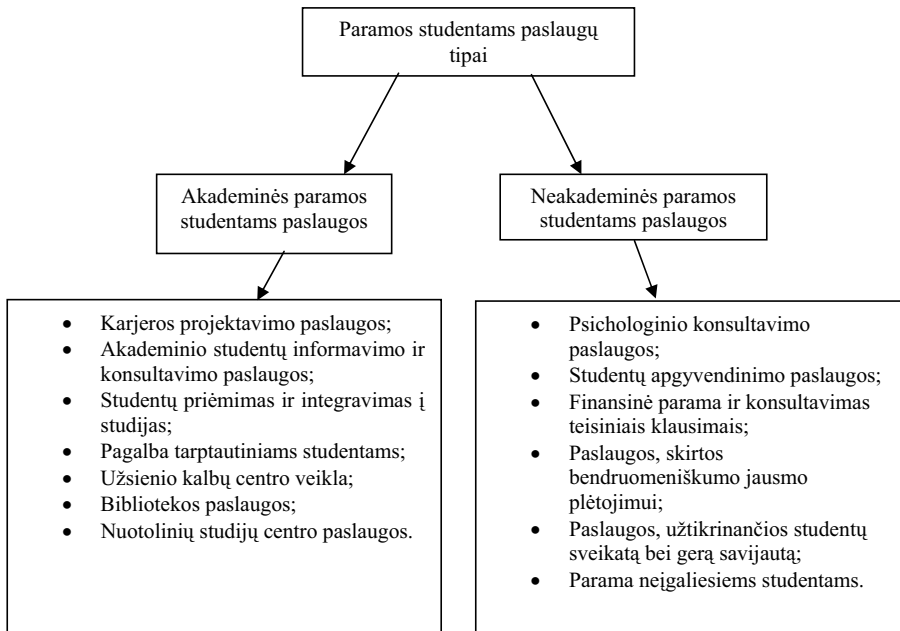 Paramos studentams paslaugų
tipai
Akademinės paramos
studentams paslaugos
Neakademinės paramos
studentams paslaugos
• Karjeros projektavimo paslaugos;
• Akademinio studentų informavimo ir
konsultavimo paslaugos;
• Studentų priėmimas ir integravimas į
studijas;
• Pagalba tarptautiniams studentams;
• Užsienio kalbų centro veikla;
• Bibliotekos paslaugos;
• Nuotolinių studijų centro paslaugos.
• Psichologinio konsultavimo
paslaugos;
• Studentų apgyvendinimo paslaugos;
• Finansinė parama ir konsultavimas
teisiniais klausimais;
• Paslaugos, skirtos
bendruomeniškumo jausmo
plėtojimui;
• Paslaugos, užtikrinančios studentų
sveikatą bei gerą savijautą;
• Parama neįgaliesiems studentams.